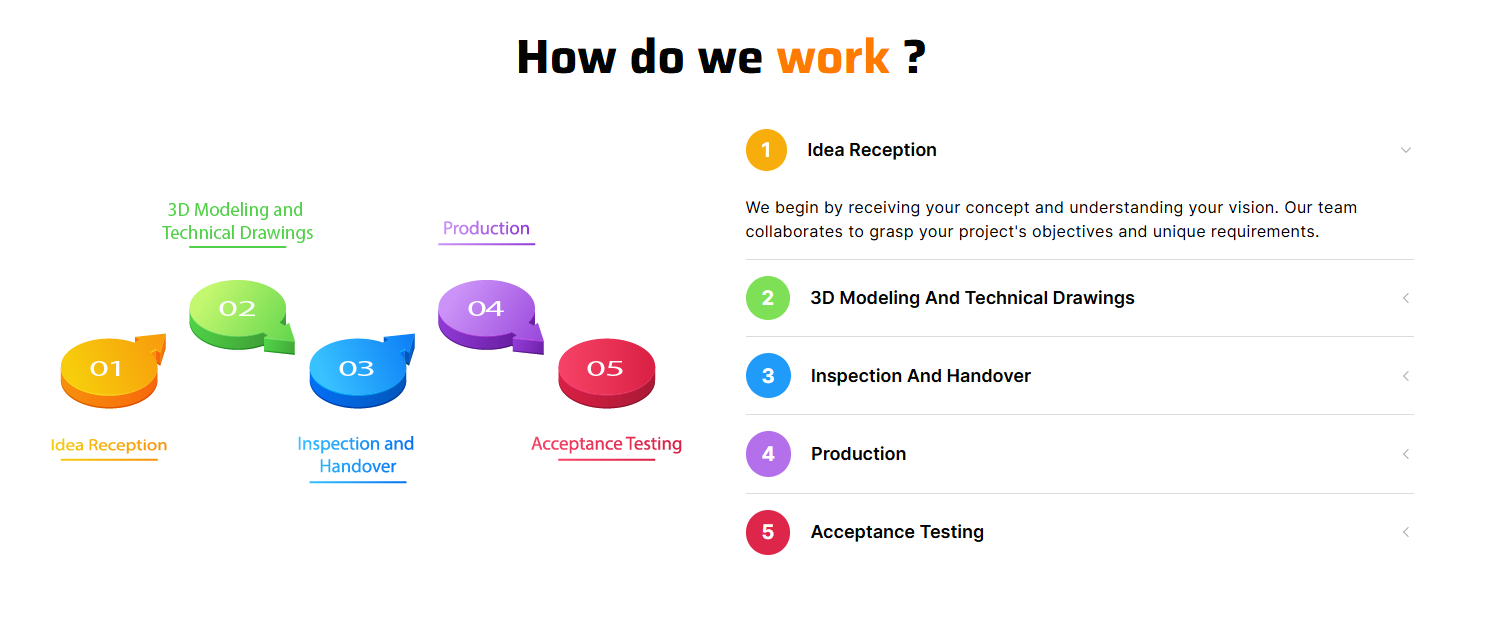 How do we work ?
3D Modeling and
Technical Drawings
Production
02
04
01
03
05
Idea Reception
Inspection and
Handover
Acceptance Testing
1 Idea Reception
We begin by receiving your concept and understanding your vision. Our team
collaborates to grasp your project's objectives and unique requirements.
2 3D Modeling And Technical Drawings
3 Inspection And Handover
4 Production
5 Acceptance Testing